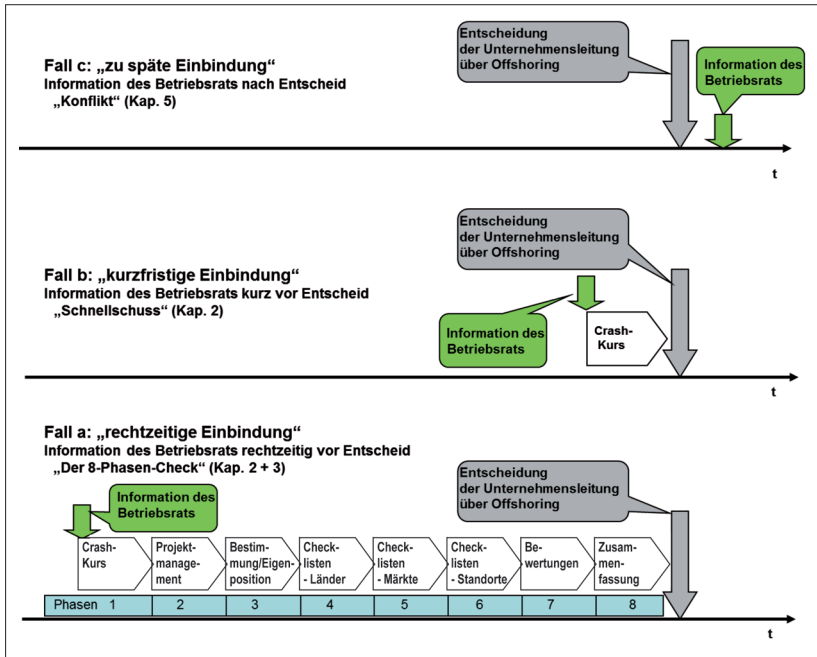 Fall c: „zu späte Einbindung“
Information des Betriebsrats nach Entscheid
„Konflikt“ (Kap. 5)
Entscheidung
der Unternehmensleitung
über Offshoring
Information des
Betriebsrats
t
Fall b: „kurzfristige Einbindung“
Information des Betriebsrats kurz vor Entscheid
„Schnellschuss“ (Kap. 2)
Entscheidung
der Unternehmensleitung
über Offshoring
Information des
Betriebsrats
Crash-
Kurs
t
Fall a: „rechtzeitige Einbindung“
Information des Betriebsrats rechtzeitig vor Entscheid
„Der 8-Phasen-Check“ (Kap. 2 + 3)
Information des
Betriebsrats
Entscheidung
der Unternehmensleitung
über Offshoring
Crash-
Kurs
Projekt-
manage-
ment
Bestim-
mung/Eigen-
position
Check-
listen
- Länder
Check-
listen
- Märkte
Check-
listen
- Standorte
Be-
wertungen
Zusam-
men-
fassung
Phasen 1 2 3 4 5 6 7 8
t